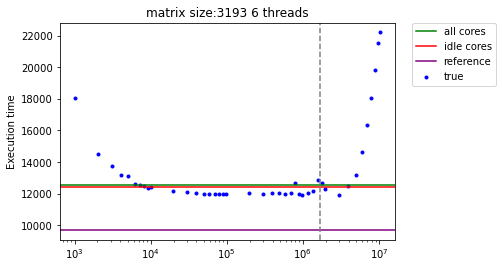 matrix size:3193 6 threads
Execution time
22000
20000
18000
16000
14000
12000
10000
10³
10⁴
10⁵
10⁶
10⁷
all cores
idle cores
reference
true